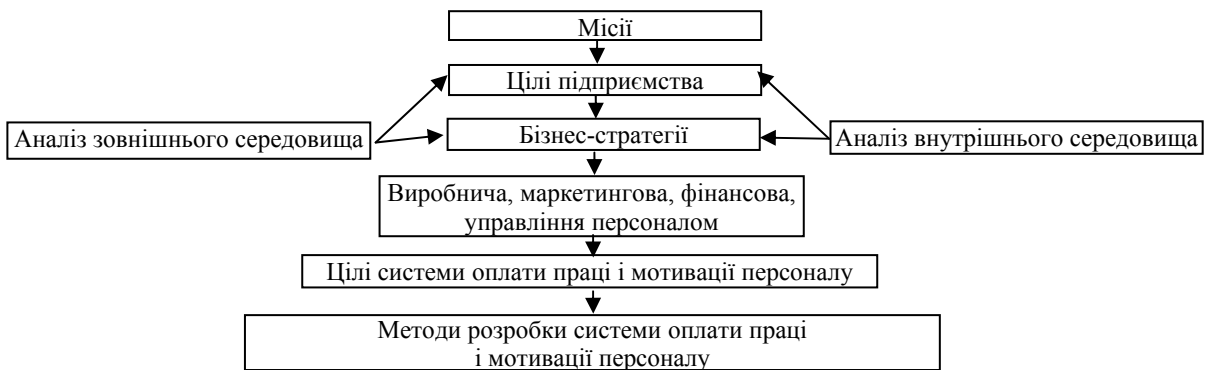 Місії
Цілі підприємства
Аналіз зовнішнього середовища
Бізнес-стратегії
Аналіз внутрішнього середовища
Виробнича, маркетингова, фінансова,
управління персоналом
Цілі системи оплати праці і мотивації персоналу
Методи розробки системи оплати праці
і мотивації персоналу